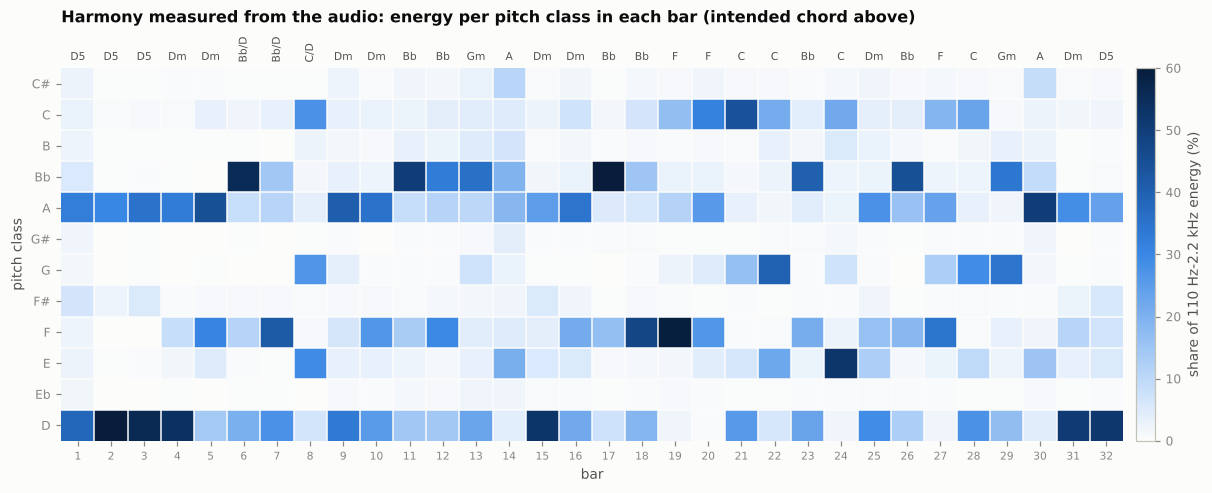 Harmony measured from the audio: energy per pitch class in each bar (intended chord above)
D5 D5 D5 Dm Dm Bb/D Bb/D C/D Dm Dm Bb Bb Gm A Dm Dm Bb Bb F F C C Bb C Dm Bb F C Gm A Dm D5
C#
C
B
Bb
A
G#
G
F#
F
E
Eb
D
pitch class
1 2 3 4 5 6 7 8 9 10 11 12 13 14 15 16 17 18 19 20 21 22 23 24 25 26 27 28 29 30 31 32
bar
60
50
40
30
20
10
0
share of 110 Hz-2.2 kHz energy (%)